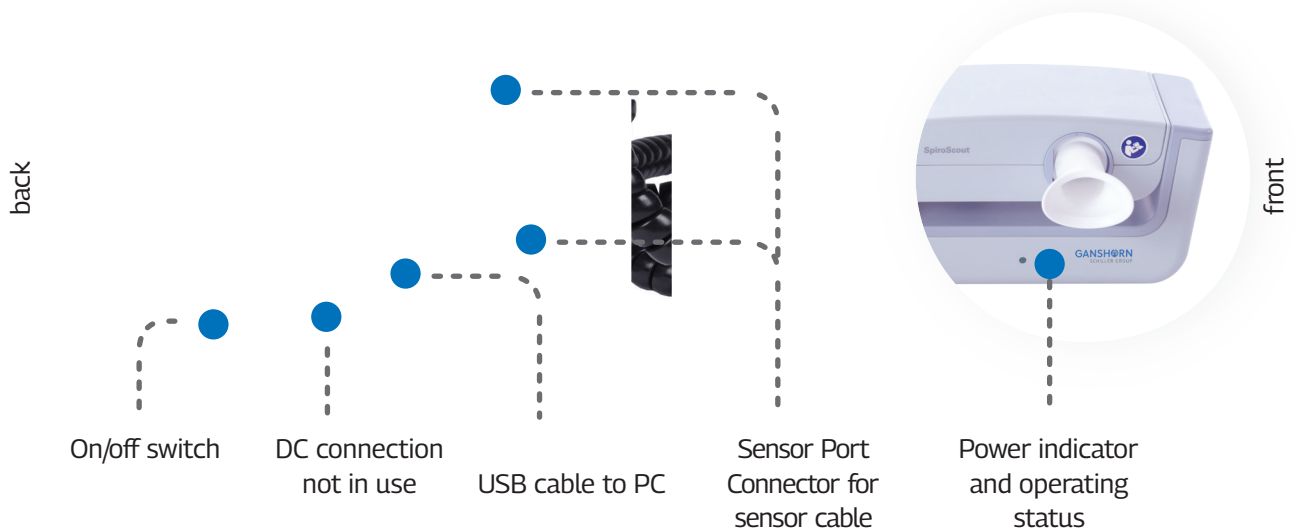 back
SpiroScout
GANSHORN
SCHILLER GROUP
front
On/off switch
DC connection
not in use
USB cable to PC
Sensor Port
Connector for
sensor cable
Power indicator
and operating
status